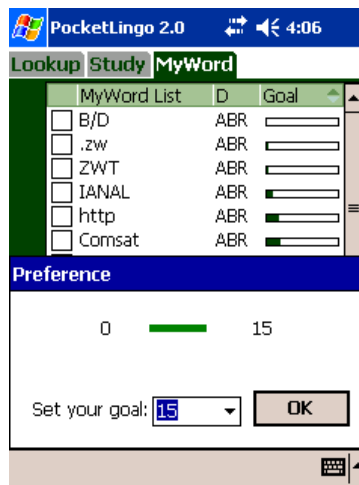 PocketLingo 2.0 4:06
Lookup Study MyWord
MyWord List D Goal
B/D ABR
.zw ABR
ZWT ABR
IANAL ABR
http ABR
Comsat ABR
Preference
0 15
Set your goal: 15 OK